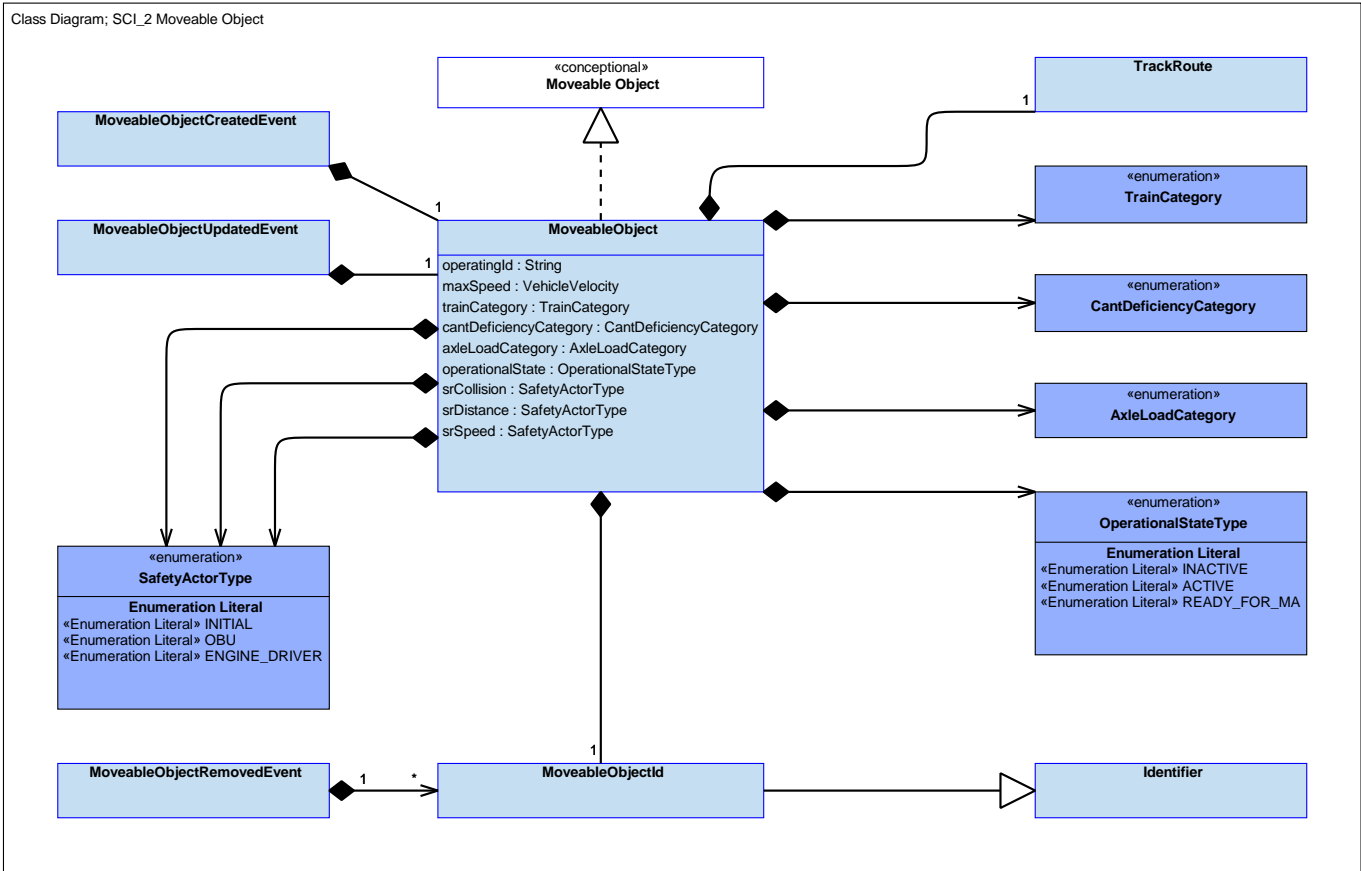 Class Diagram; SCI_2 Moveable Object
«conceptional»
Moveable Object
TrackRoute
1
MoveableObjectCreatedEvent
1
«enumeration»
TrainCategory
MoveableObjectUpdatedEvent
1
MoveableObject
operatingId : String
maxSpeed : VehicleVelocity
trainCategory : TrainCategory
cantDeficiencyCategory : CantDeficiencyCategory
axleLoadCategory : AxleLoadCategory
operationalState : OperationalStateType
srCollision : SafetyActorType
srDistance : SafetyActorType
srSpeed : SafetyActorType
«enumeration»
CantDeficiencyCategory
«enumeration»
AxleLoadCategory
«enumeration»
OperationalStateType
Enumeration Literal
«Enumeration Literal» INACTIVE
«Enumeration Literal» ACTIVE
«Enumeration Literal» READY_FOR_MA
«enumeration»
SafetyActorType
Enumeration Literal
«Enumeration Literal» INITIAL
«Enumeration Literal» OBU
«Enumeration Literal» ENGINE_DRIVER
1
MoveableObjectRemovedEvent
1
*
MoveableObjectId
Identifier